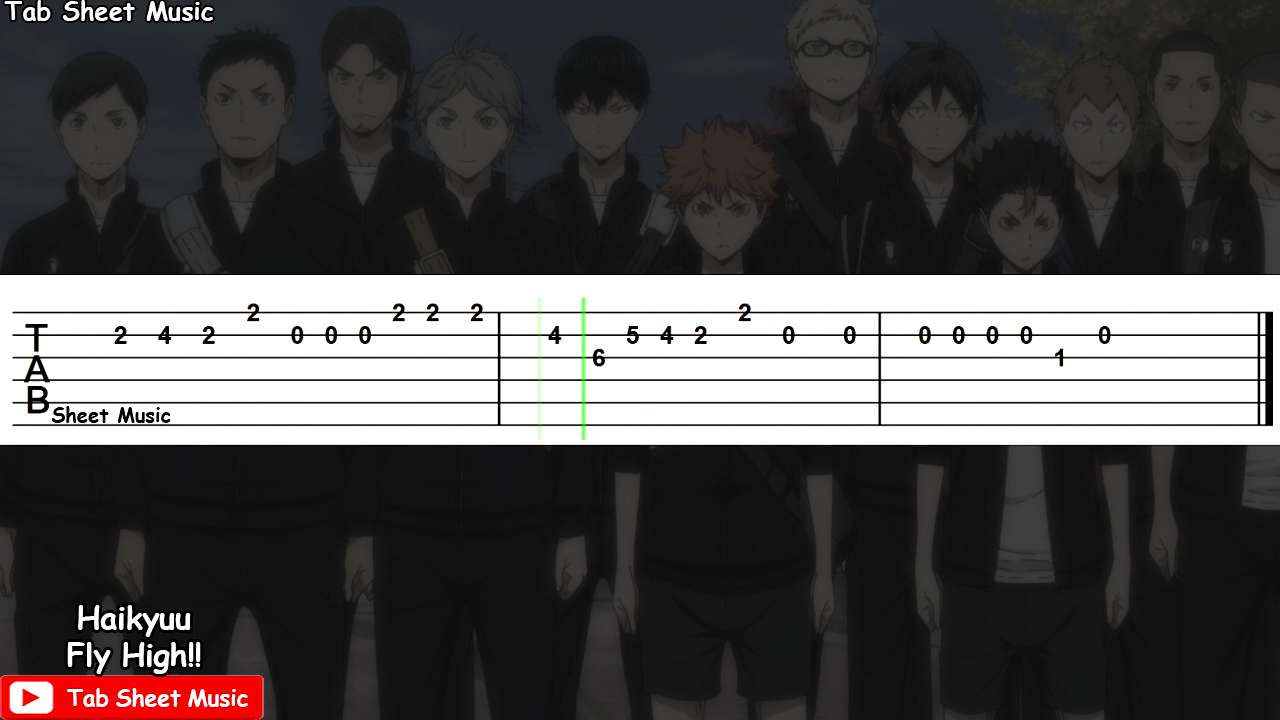 Tab Sheet Music
2 2 2 2 2
T 2 4 2 0 0 0 4 5 4 2 0 0 0 0 0 0 0
A 6 1
B
Sheet Music
Haikyuu
Fly High!!
Tab Sheet Music